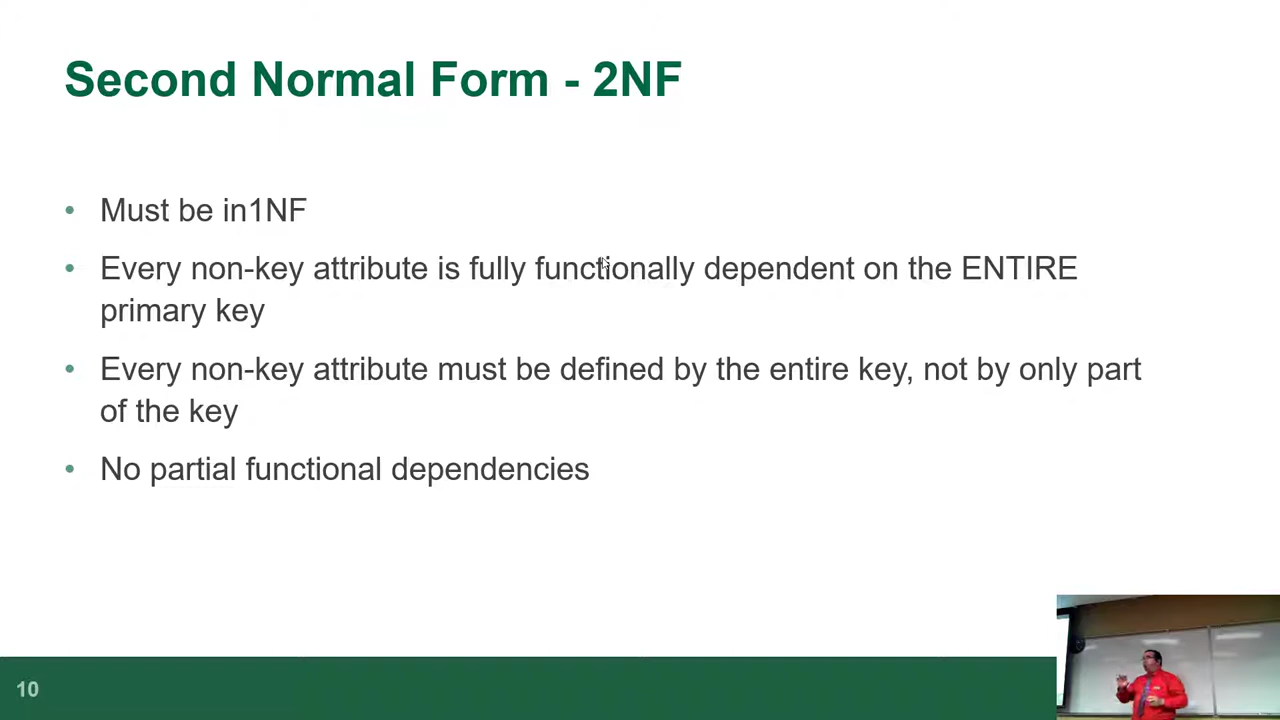 Second Normal Form - 2NF
• Must be in1NF
• Every non-key attribute is fully functionally dependent on the ENTIRE
primary key
• Every non-key attribute must be defined by the entire key, not by only part
of the key
• No partial functional dependencies
10